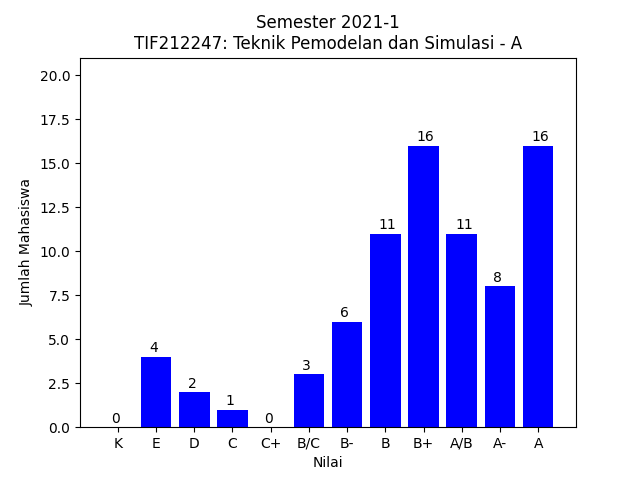 Semester 2021-1
TIF212247: Teknik Pemodelan dan Simulasi - A
20.0
17.5
15.0
12.5
10.0
7.5
5.0
2.5
0.0
Jumlah Mahasiswa
0 4 2 1 0 3 6 11 16 11 8 16
K E D C C+ B/C B- B B+ A/B A- A
Nilai